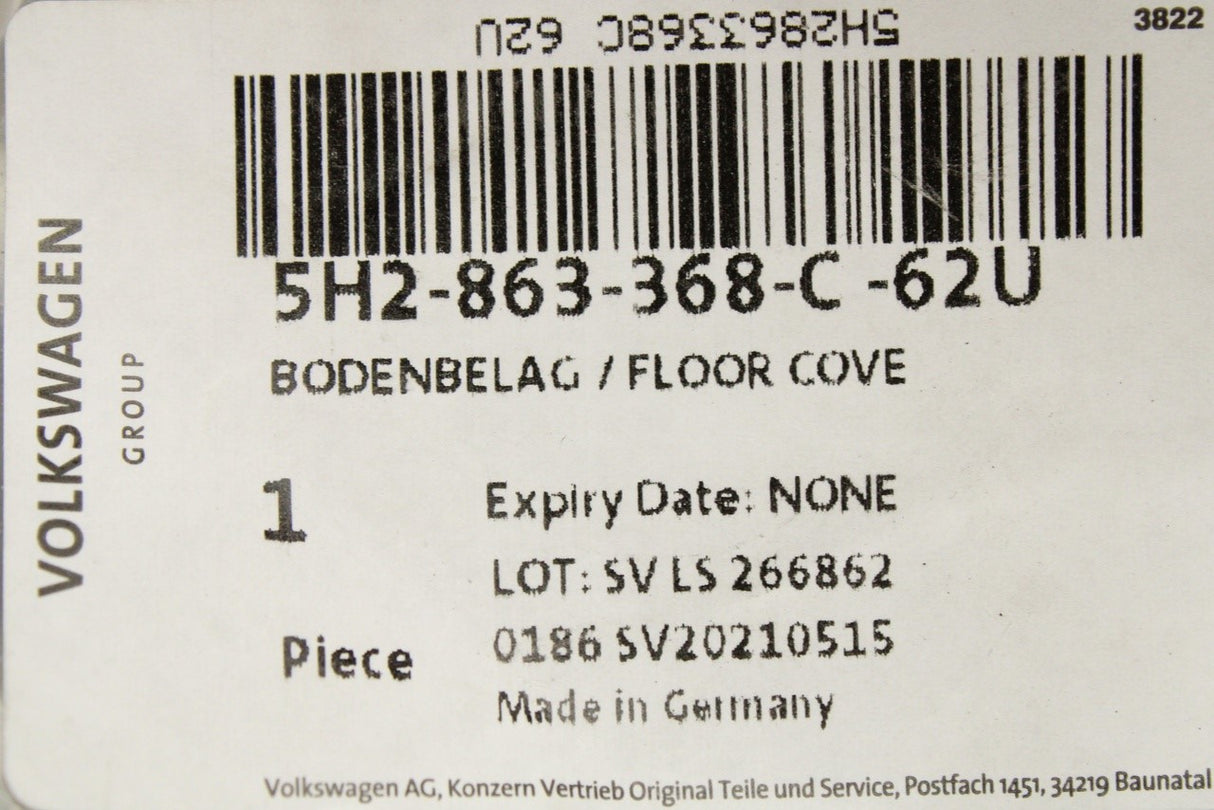 3822
5H2863368C 62U
5H2-863-368-C -62U
BODENBELAG / FLOOR COVE
1
Piece
Expiry Date: NONE
LOT: SV LS 266862
0186 SV20210515
Made in Germany
VOLKSWAGEN
GROUP
Volkswagen AG, Konzern Vertrieb Original Teile und Service, Postfach 1451, 34219 Baunatal